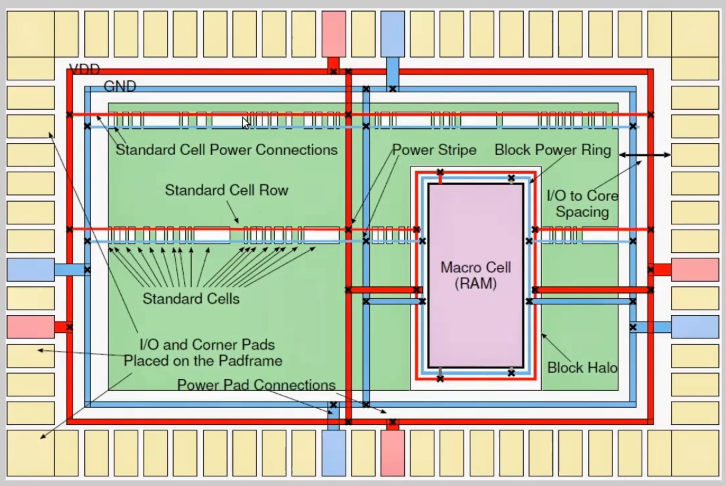 VDD
GND
Standard Cell Power Connections
Power Stripe
Block Power Ring
Standard Cell Row
I/O to Core
Spacing
Macro Cell
(RAM)
Standard Cells
I/O and Corner Pads
Placed on the Padframe
Block Halo
Power Pad Connections